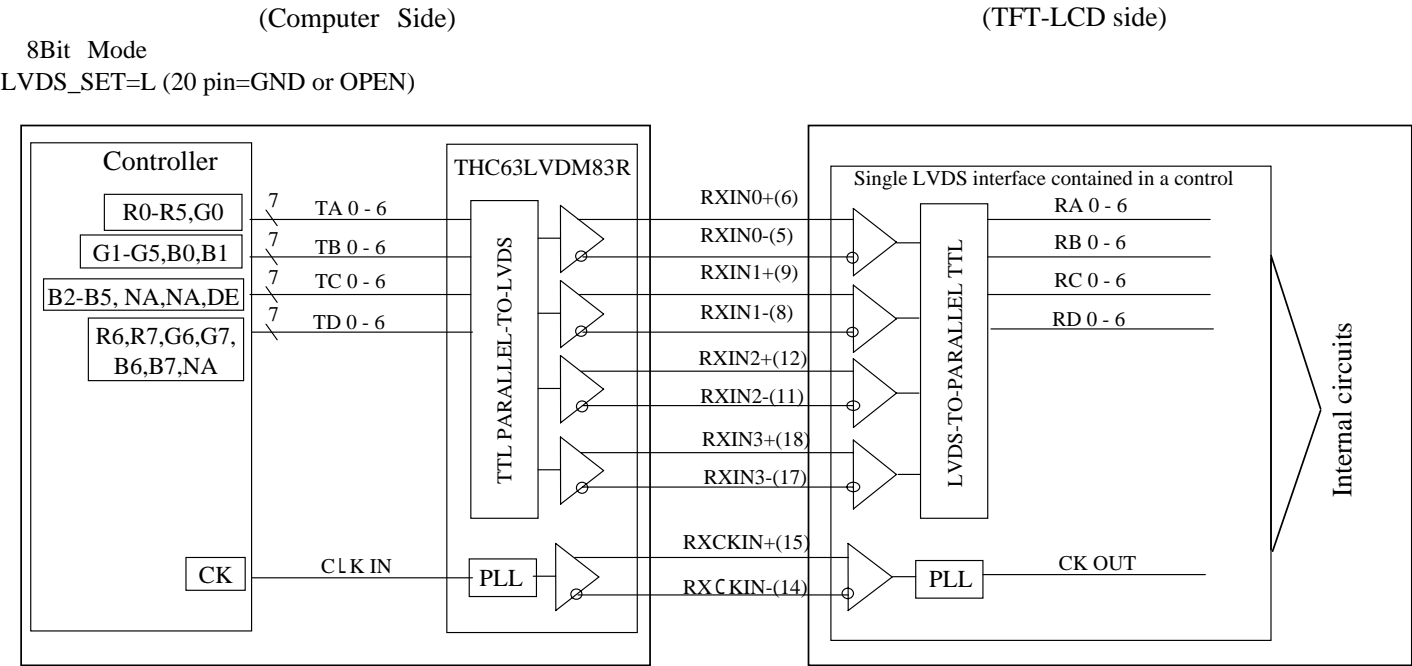 (Computer Side)
(TFT-LCD side)
8Bit Mode
LVDS_SET=L (20 pin=GND or OPEN)
Controller
R0-R5,G0
G1-G5,B0,B1
B2-B5, NA,NA,DE
R6,R7,G6,G7,
B6,B7,NA
CK
7
TA 0 - 6
7
TB 0 - 6
7
TC 0 - 6
7
TD 0 - 6
CLK IN
THC63LVDM83R
TTL PARALLEL-TO-LVDS
PLL
RXIN0+(6)
RXIN0-(5)
RXIN1+(9)
RXIN1-(8)
RXIN2+(12)
RXIN2-(11)
RXIN3+(18)
RXIN3-(17)
RXCKIN+(15)
RXCKIN-(14)
Single LVDS interface contained in a control
LVDS-TO-PARALLEL TTL
PLL
RA 0 - 6
RB 0 - 6
RC 0 - 6
RD 0 - 6
CK OUT
Internal circuits